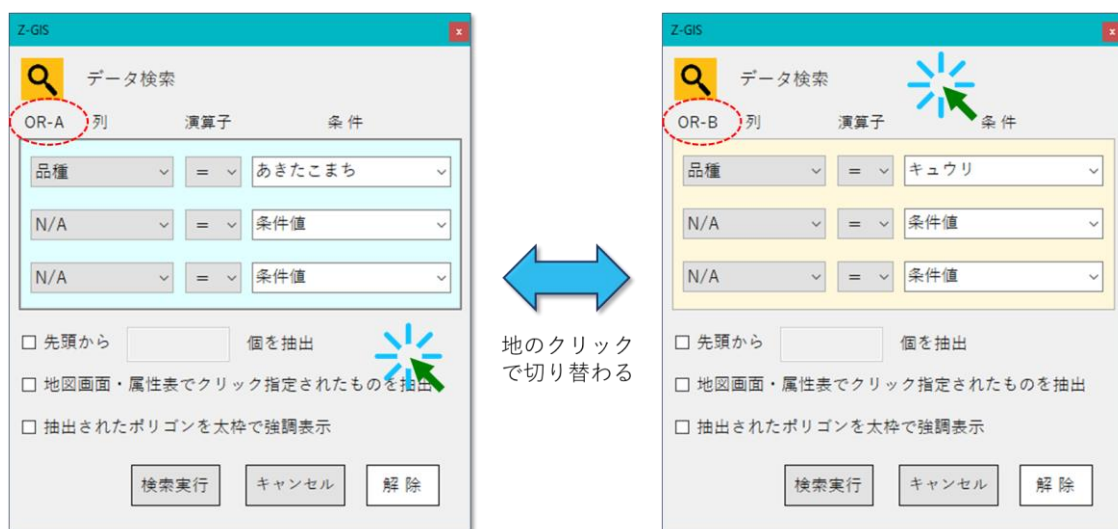 Z-GIS
x
データ検索
OR-A 列 演算子 条件
品種 = あきたこまち
N/A = 条件値
N/A = 条件値
先頭から 個を抽出
地図画面・属性表でクリック指定されたものを抽出
抽出されたポリゴンを太枠で強調表示
検索実行 キャンセル 解除
地のクリック
で切り替わる
Z-GIS
x
データ検索
OR-B 列 演算子 条件
品種 = キュウリ
N/A = 条件値
N/A = 条件値
先頭から 個を抽出
地図画面・属性表でクリック指定されたものを抽出
抽出されたポリゴンを太枠で強調表示
検索実行 キャンセル 解除